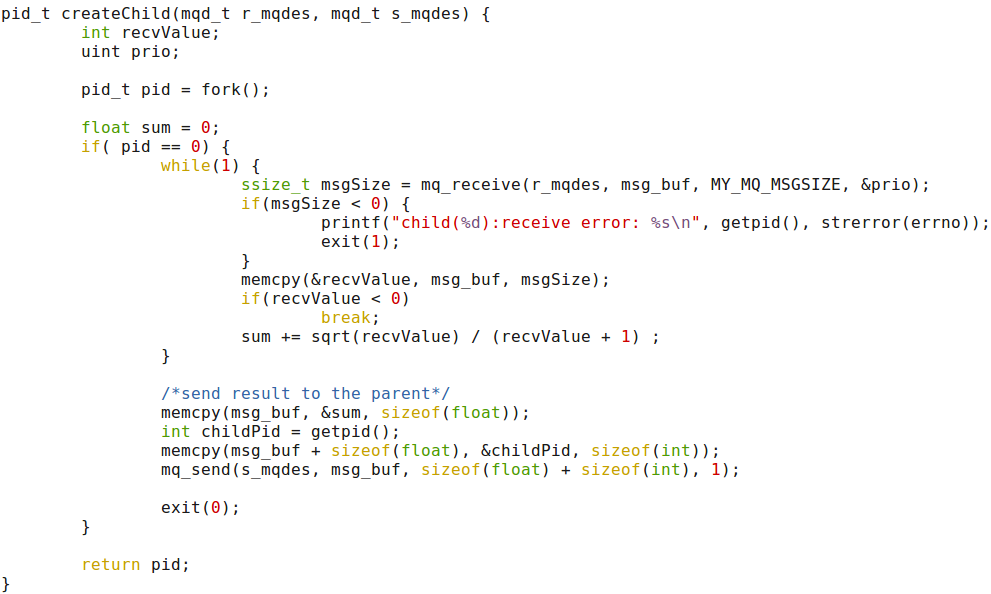 pid_t createChild(mqd_t r_mqdes, mqd_t s_mqdes) {
        int recvValue;
        uint prio;

        pid_t pid = fork();

        float sum = 0;
        if( pid == 0) {
                while(1) {
                        ssize_t msgSize = mq_receive(r_mqdes, msg_buf, MY_MQ_MSGSIZE, &prio);
                        if(msgSize < 0) {
                                printf("child(%d):receive error: %s\n", getpid(), strerror(errno));
                                exit(1);
                        }
                        memcpy(&recvValue, msg_buf, msgSize);
                        if(recvValue < 0)
                                break;
                        sum += sqrt(recvValue) / (recvValue + 1) ;
                }

                /*send result to the parent*/
                memcpy(msg_buf, &sum, sizeof(float));
                int childPid = getpid();
                memcpy(msg_buf + sizeof(float), &childPid, sizeof(int));
                mq_send(s_mqdes, msg_buf, sizeof(float) + sizeof(int), 1);

                exit(0);
        }

        return pid;
}